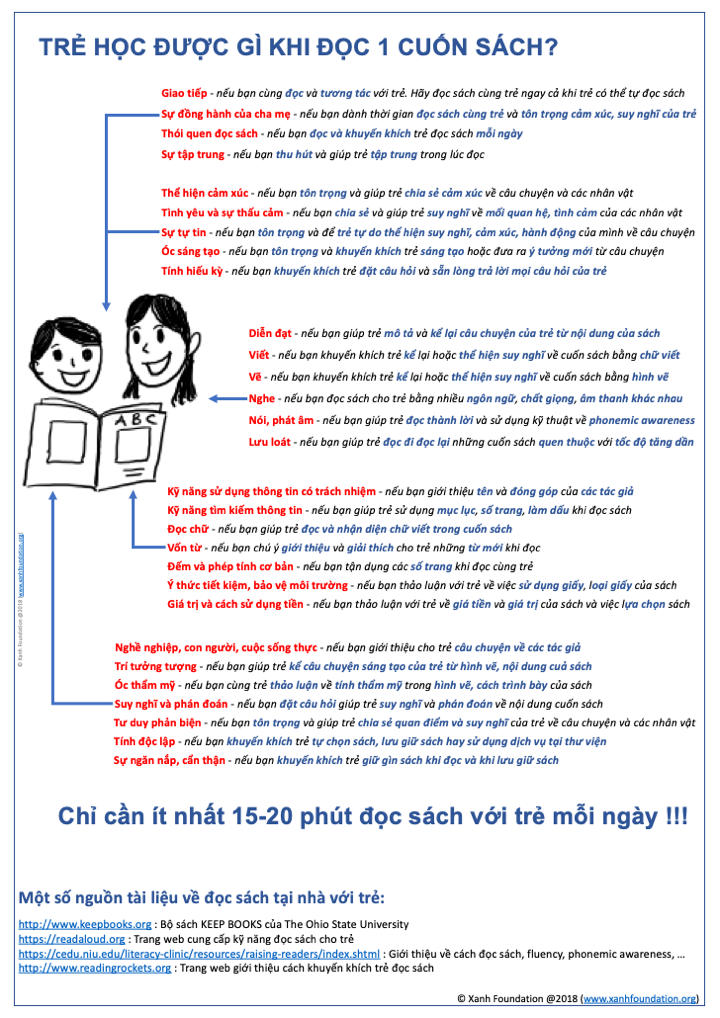 TRẺ HỌC ĐƯỢC GÌ KHI ĐỌC 1 CUỐN SÁCH?
Giao tiếp - nếu bạn cùng đọc và tương tác với trẻ. Hãy đọc sách cùng trẻ ngay cả khi trẻ có thể tự đọc sách
Sự đồng hành của cha mẹ - nếu bạn dành thời gian đọc sách cùng trẻ và tôn trọng cảm xúc, suy nghĩ của trẻ
Thói quen đọc sách - nếu bạn đọc và khuyến khích trẻ đọc sách mỗi ngày
Sự tập trung - nếu bạn thu hút và giúp trẻ tập trung trong lúc đọc
Thể hiện cảm xúc - nếu bạn tôn trọng và giúp trẻ chia sẻ cảm xúc về câu chuyện và các nhân vật
Tình yêu và sự thấu cảm - nếu bạn chia sẻ và giúp trẻ suy nghĩ về mối quan hệ, tình cảm của các nhân vật
Sự tự tin - nếu bạn tôn trọng và để trẻ tự do thể hiện suy nghĩ, cảm xúc, hành động của mình về câu chuyện
Óc sáng tạo - nếu bạn tôn trọng và khuyến khích trẻ sáng tạo hoặc đưa ra ý tưởng mới từ câu chuyện
Tính hiếu kỳ - nếu bạn khuyến khích trẻ đặt câu hỏi và sẵn lòng trả lời mọi câu hỏi của trẻ
Diễn đạt - nếu bạn giúp trẻ mô tả và kể lại câu chuyện của trẻ từ nội dung của sách
Viết - nếu bạn khuyến khích trẻ kể lại hoặc thể hiện suy nghĩ về cuốn sách bằng chữ viết
Vẽ - nếu bạn khuyến khích trẻ kể lại hoặc thể hiện suy nghĩ về cuốn sách bằng hình vẽ
Nghe - nếu bạn đọc sách cho trẻ bằng nhiều ngôn ngữ, chất giọng, âm thanh khác nhau
Nói, phát âm - nếu bạn giúp trẻ đọc thành lời và sử dụng kỹ thuật về phonemic awareness
Lưu loát - nếu bạn giúp trẻ đọc đi đọc lại những cuốn sách quen thuộc với tốc độ tăng dần
A B C
Kỹ năng sử dụng thông tin có trách nhiệm - nếu bạn giới thiệu tên và đóng góp của các tác giả
Kỹ năng tìm kiếm thông tin - nếu bạn giúp trẻ sử dụng mục lục, số trang, làm dấu khi đọc sách
Đọc chữ - nếu bạn giúp trẻ đọc và nhận diện chữ viết trong cuốn sách
Vốn từ - nếu bạn chú ý giới thiệu và giải thích cho trẻ những từ mới khi đọc
Đếm và phép tính cơ bản - nếu bạn tận dụng các số trang khi đọc cùng trẻ
Ý thức tiết kiệm, bảo vệ môi trường - nếu bạn thảo luận với trẻ về việc sử dụng giấy, loại giấy của sách
Giá trị và cách sử dụng tiền - nếu bạn thảo luận với trẻ về giá tiền và giá trị của sách và việc lựa chọn sách
© Xanh Foundation @2018 (www.xanhfoundation.org)
Nghề nghiệp, con người, cuộc sống thực - nếu bạn giới thiệu cho trẻ câu chuyện về các tác giả
Trí tưởng tượng - nếu bạn giúp trẻ kể câu chuyện sáng tạo của trẻ từ hình vẽ, nội dung cuả sách
Óc thẩm mỹ - nếu bạn cùng trẻ thảo luận về tính thẩm mỹ trong hình vẽ, cách trình bày của sách
Suy nghĩ và phán đoán - nếu bạn đặt câu hỏi giúp trẻ suy nghĩ và phán đoán về nội dung cuốn sách
Tư duy phản biện - nếu bạn tôn trọng và giúp trẻ chia sẻ quan điểm và suy nghĩ của trẻ về câu chuyện và các nhân vật
Tính độc lập - nếu bạn khuyến khích trẻ tự chọn sách, lưu giữ sách hay sử dụng dịch vụ tại thư viện
Sự ngăn nắp, cẩn thận - nếu bạn khuyến khích trẻ giữ gìn sách khi đọc và khi lưu giữ sách
Chỉ cần ít nhất 15-20 phút đọc sách với trẻ mỗi ngày !!!
Một số nguồn tài liệu về đọc sách tại nhà với trẻ:
http://www.keepbooks.org : Bộ sách KEEP BOOKS của The Ohio State University
https://readaloud.org : Trang web cung cấp kỹ năng đọc sách cho trẻ
https://cedu.niu.edu/literacy-clinic/resources/raising-readers/index.shtml : Giới thiệu về cách đọc sách, fluency, phonemic awareness, ...
http://www.readingrockets.org : Trang web giới thiệu cách khuyến khích trẻ đọc sách
© Xanh Foundation @2018 (www.xanhfoundation.org)